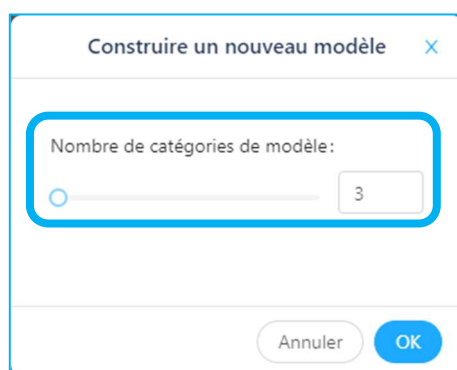 Construire un nouveau modèle X
Nombre de catégories de modèle:
3
Annuler OK